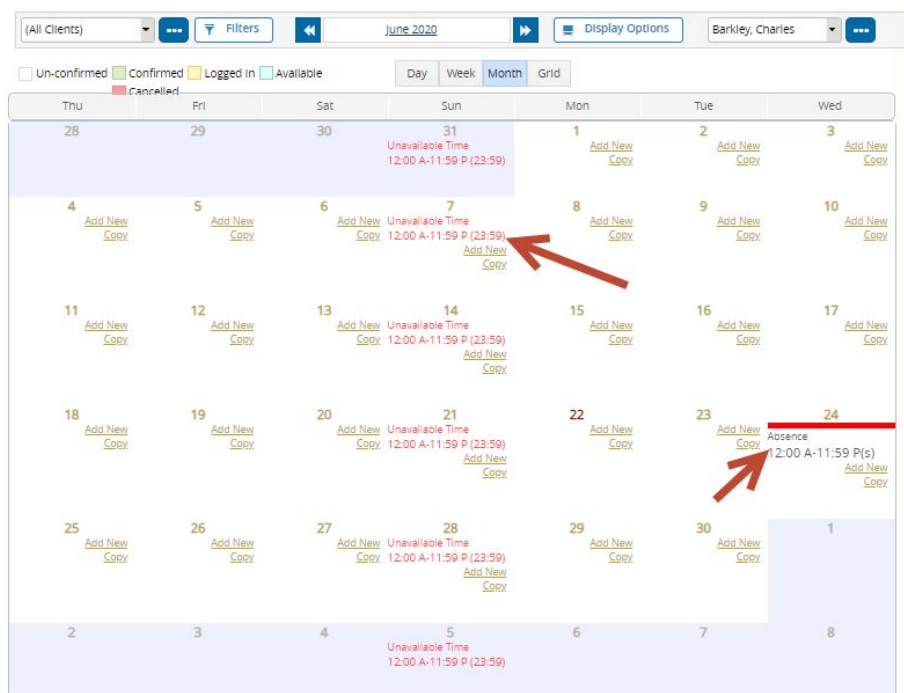 (All Clients) ... Filters June 2020 Display Options Barkley, Charles ...
Un-confirmed Confirmed Logged In Available
Cancelled
Day Week Month Grid
Thu Fri Sat Sun Mon Tue Wed
28 29 30 31 1 2 3
Unavailable Time Add New Add New Add New
12:00 A-11:59 P (23:59) Copy Copy Copy
4 5 6 7 8 9 10
Add New Add New Add New Unavailable Time Add New Add New Add New
Copy Copy Copy 12:00 A-11:59 P (23:59) Copy Copy Copy
Add New
Copy
11 12 13 14 15 16 17
Add New Add New Add New Unavailable Time Add New Add New Add New
Copy Copy Copy 12:00 A-11:59 P (23:59) Copy Copy Copy
Add New
Copy
18 19 20 21 22 23 24
Add New Add New Add New Unavailable Time Add New Add New Absence
Copy Copy Copy 12:00 A-11:59 P (23:59) Copy Copy 12:00 A-11:59 P(s)
Add New Add New
Copy Copy
25 26 27 28 29 30 1
Add New Add New Add New Unavailable Time Add New Add New
Copy Copy Copy 12:00 A-11:59 P (23:59) Copy Copy
Add New
Copy
2 3 4 5 6 7 8
Unavailable Time
12:00 A-11:59 P (23:59)